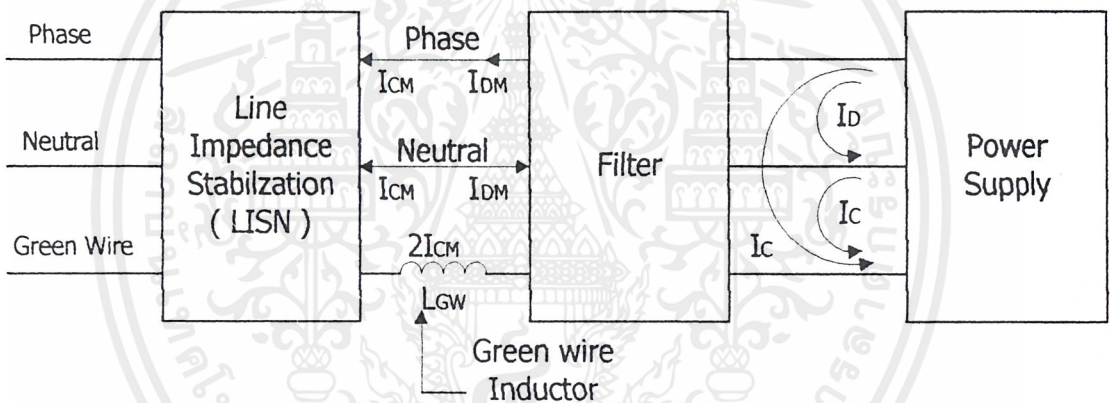 Phase
Neutral
Green Wire
Line
Impedance
Stabilzation
( LISN )
Phase
ICM IDM
Neutral
ICM IDM
2ICM
LGW
Green wire
Inductor
Filter
ID
IC
IC
Power
Supply